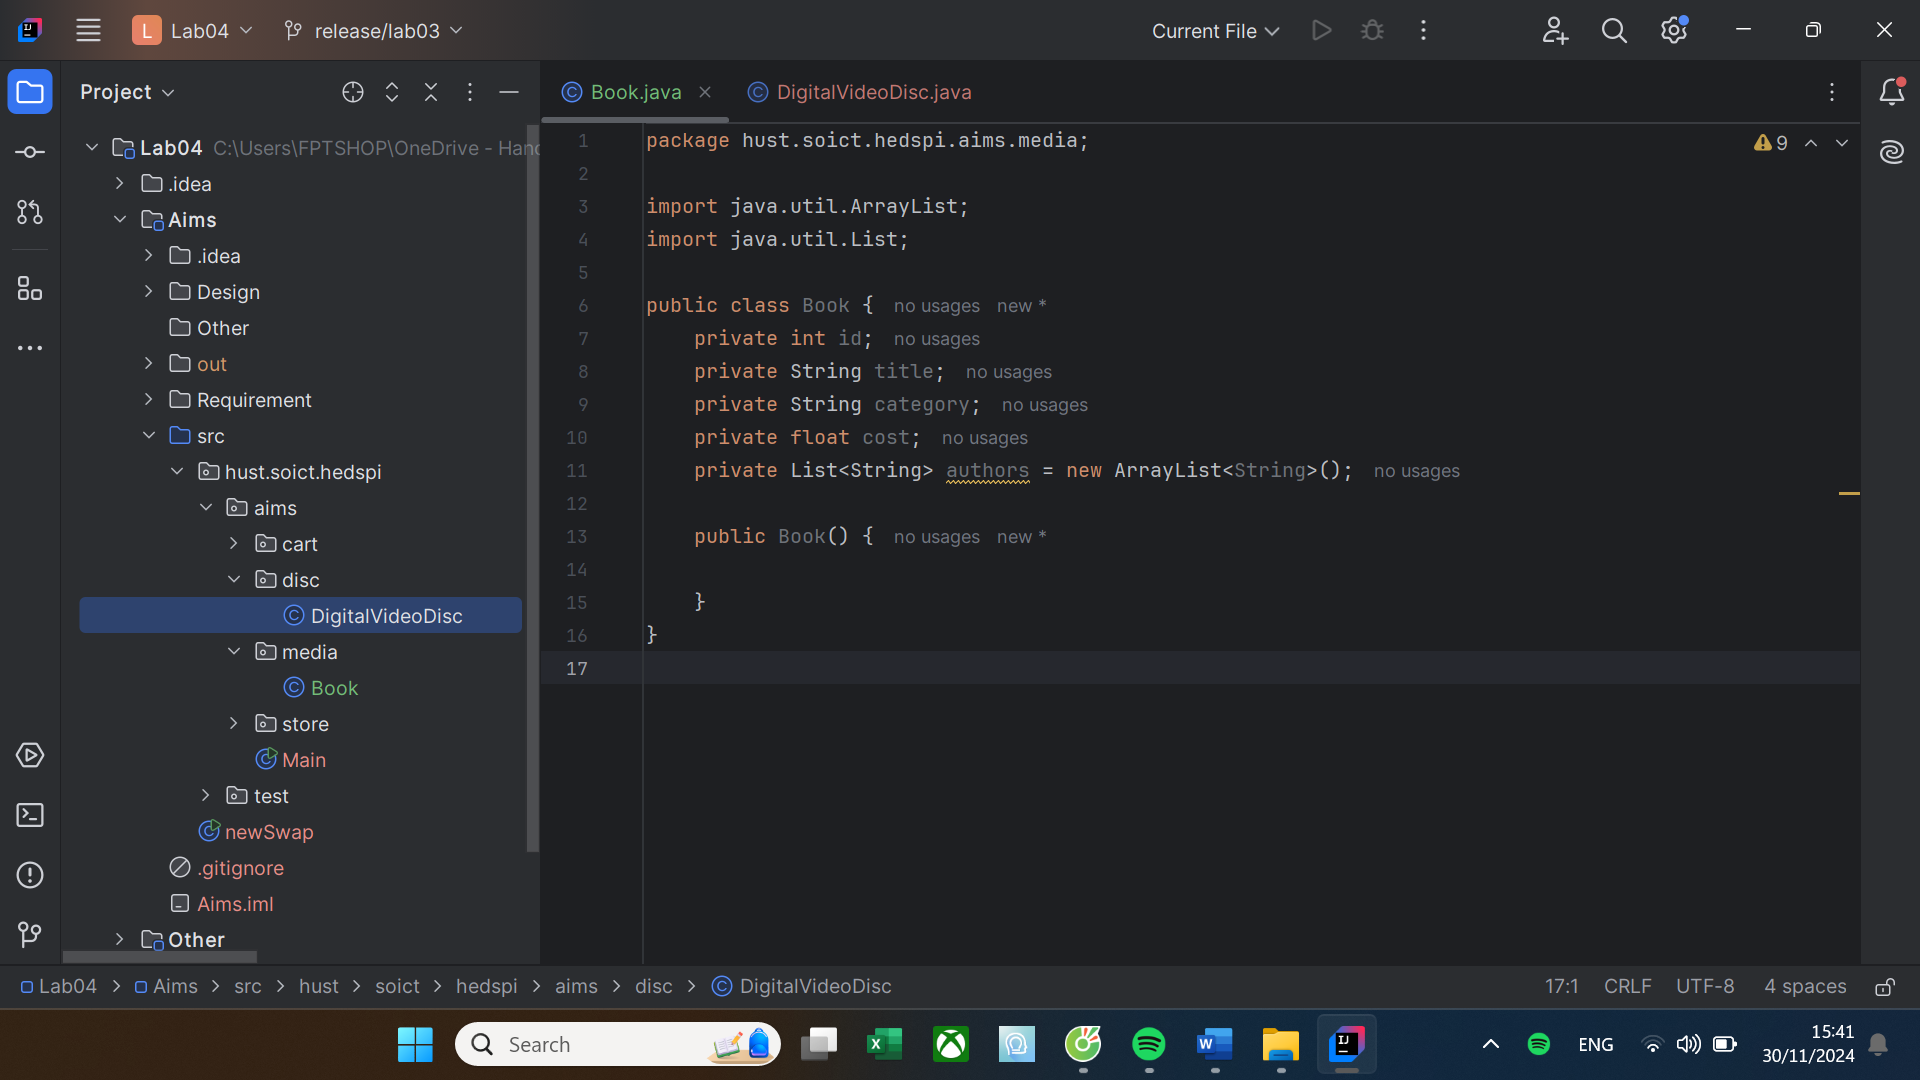 L Lab04 release/lab03 Current File
Project
Book.java DigitalVideoDisc.java
Lab04 C:\Users\FPTSHOP\OneDrive - Hano
.idea
Aims
.idea
Design
Other
out
Requirement
src
hust.soict.hedspi
aims
cart
disc
DigitalVideoDisc
media
Book
store
Main
test
newSwap
.gitignore
Aims.iml
Other
1 package hust.soict.hedspi.aims.media;
2
3 import java.util.ArrayList;
4 import java.util.List;
5
6 public class Book { no usages new *
7 private int id; no usages
8 private String title; no usages
9 private String category; no usages
10 private float cost; no usages
11 private List<String> authors = new ArrayList<String>(); no usages
12
13 public Book() { no usages new *
14
15 }
16 }
17
9
Lab04 > Aims > src > hust > soict > hedspi > aims > disc > DigitalVideoDisc 17:1 CRLF UTF-8 4 spaces
Search ENG 15:41
30/11/2024